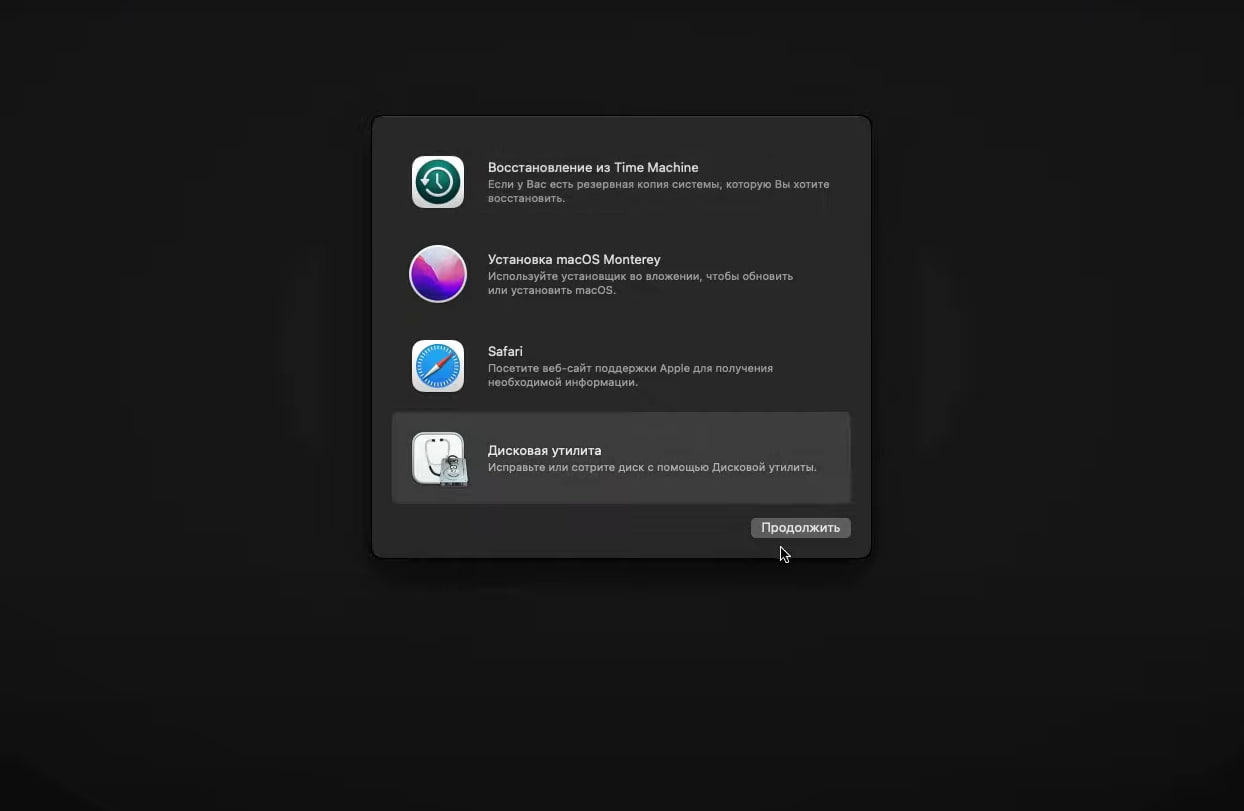 Восстановление из Time Machine
Если у Вас есть резервная копия системы, которую Вы хотите
восстановить.
Установка macOS Monterey
Используйте установщик во вложении, чтобы обновить
или установить macOS.
Safari
Посетите веб-сайт поддержки Apple для получения
необходимой информации.
Дисковая утилита
Исправьте или сотрите диск с помощью Дисковой утилиты.
Продолжить